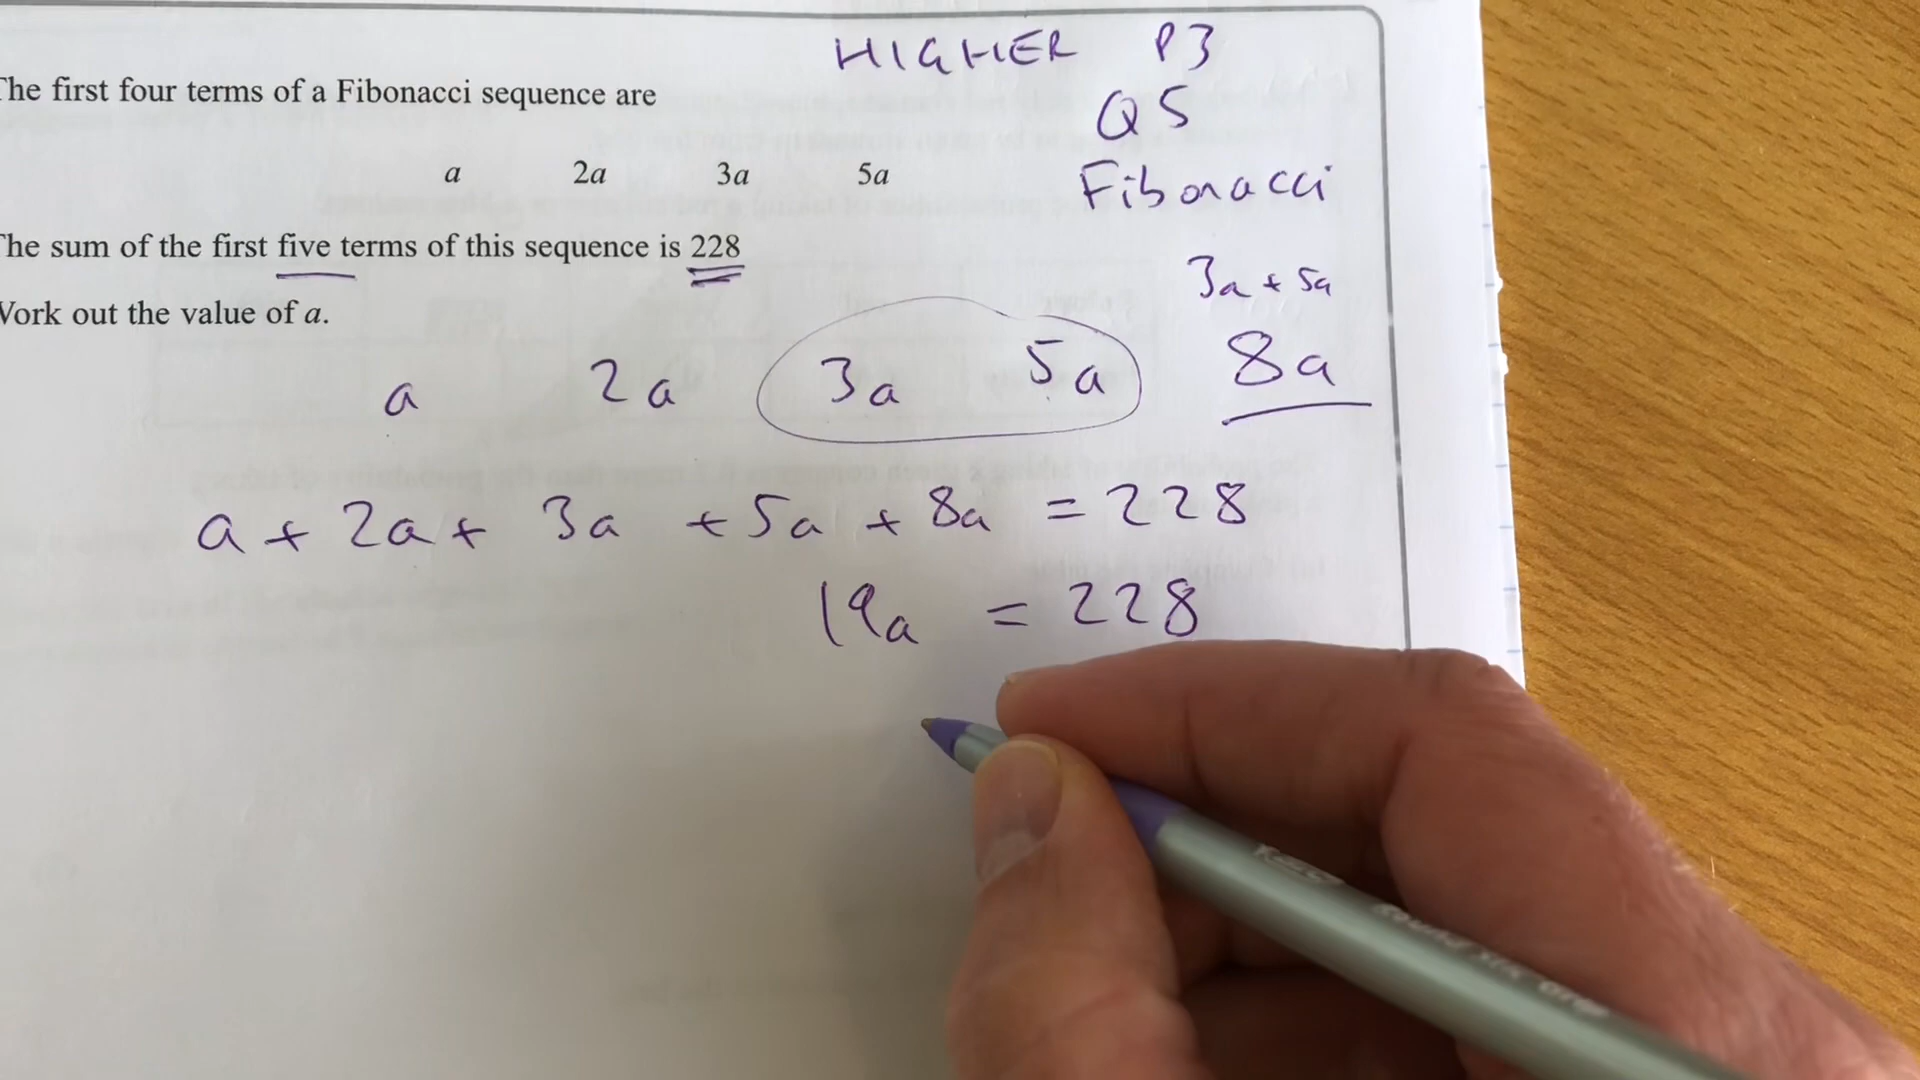 HIGHER P3
The first four terms of a Fibonacci sequence are
Q5
a 2a 3a 5a
Fibonacci
The sum of the first five terms of this sequence is 228
3a + 5a
Work out the value of a.
a 2a 3a 5a 8a
a + 2a + 3a + 5a + 8a = 228
19a = 228